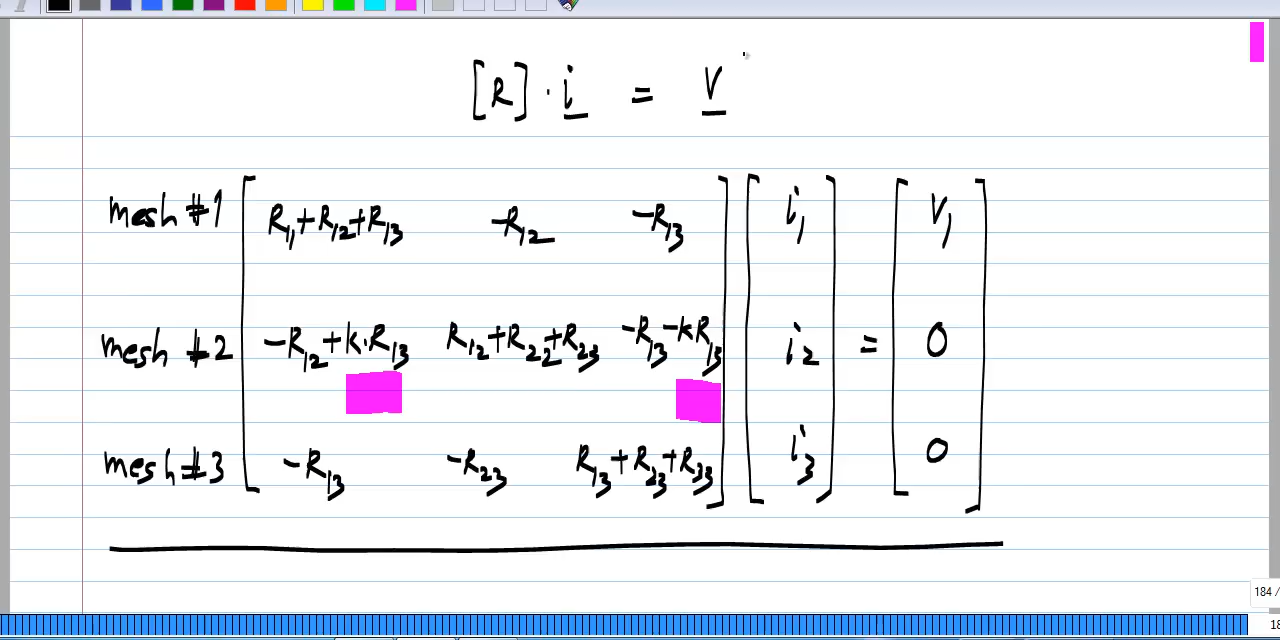 [R] · i = V
mesh #1 R₁₁+R₁₂+R₁₃ -R₁₂ -R₁₃ i₁ V₁
mesh #2 -R₁₂+k·R₁₃ R₁₂+R₂₂+R₂₃ -R₁₃-kR₁₃ i₂ = 0
mesh #3 -R₁₃ -R₂₃ R₁₃+R₂₃+R₃₃ i₃ 0
184 /
18